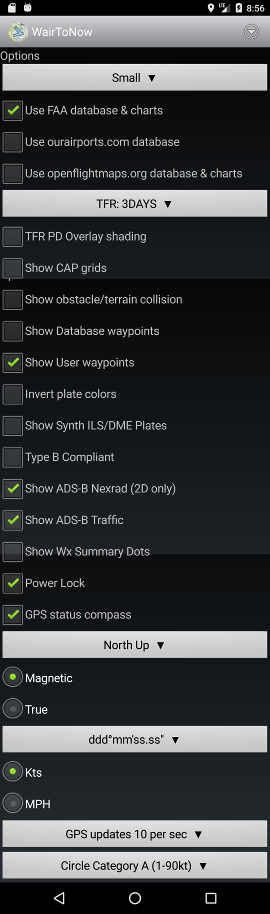 8:56
WairToNow
Options
Small ▼
Use FAA database & charts
Use ourairports.com database
Use openflightmaps.org database & charts
TFR: 3DAYS ▼
TFR PD Overlay shading
Show CAP grids
Show obstacle/terrain collision
Show Database waypoints
Show User waypoints
Invert plate colors
Show Synth ILS/DME Plates
Type B Compliant
Show ADS-B Nexrad (2D only)
Show ADS-B Traffic
Show Wx Summary Dots
Power Lock
GPS status compass
North Up ▼
Magnetic
True
ddd°mm'ss.ss" ▼
Kts
MPH
GPS updates 10 per sec ▼
Circle Category A (1-90kt) ▼